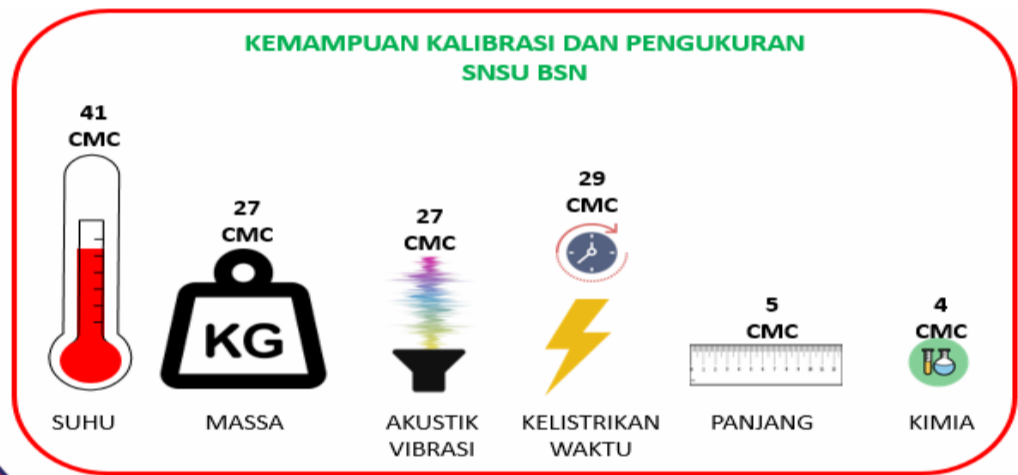 KEMAMPUAN KALIBRASI DAN PENGUKURAN
SNSU BSN
41
CMC
27
CMC
27
CMC
29
CMC
5
CMC
4
CMC
KG
SUHU
MASSA
AKUSTIK
VIBRASI
KELISTRIKAN
WAKTU
PANJANG
KIMIA